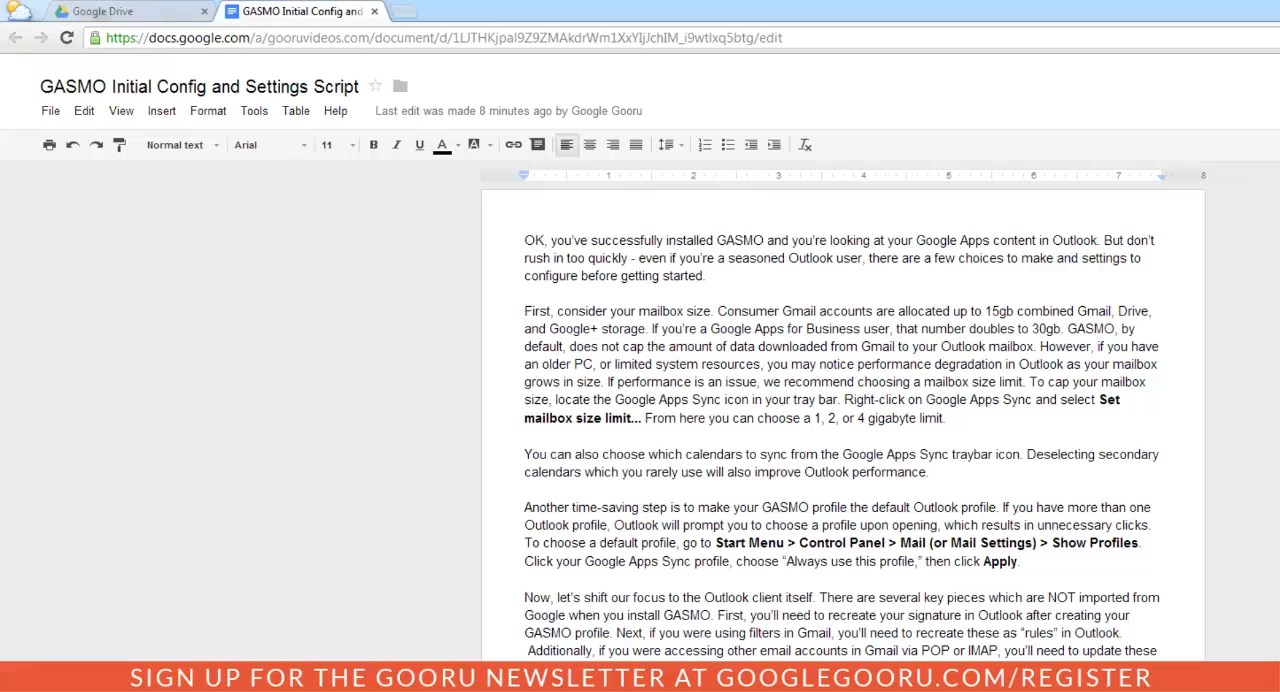 Google Drive
GASMO Initial Config and
https://docs.google.com/a/gooruvideos.com/document/d/1LJTHKjpaI9Z9ZMAkdrWm1XxYIjJchIM_i9wtlxq5btg/edit
GASMO Initial Config and Settings Script
File Edit View Insert Format Tools Table Help Last edit was made 8 minutes ago by Google Gooru
Normal text Arial 11 B I U A A
1 2 3 4 5 6 7 8
OK, you've successfully installed GASMO and you're looking at your Google Apps content in Outlook. But don't
rush in too quickly - even if you're a seasoned Outlook user, there are a few choices to make and settings to
configure before getting started.
First, consider your mailbox size. Consumer Gmail accounts are allocated up to 15gb combined Gmail, Drive,
and Google+ storage. If you're a Google Apps for Business user, that number doubles to 30gb. GASMO, by
default, does not cap the amount of data downloaded from Gmail to your Outlook mailbox. However, if you have
an older PC, or limited system resources, you may notice performance degradation in Outlook as your mailbox
grows in size. If performance is an issue, we recommend choosing a mailbox size limit. To cap your mailbox
size, locate the Google Apps Sync icon in your tray bar. Right-click on Google Apps Sync and select Set
mailbox size limit... From here you can choose a 1, 2, or 4 gigabyte limit.
You can also choose which calendars to sync from the Google Apps Sync traybar icon. Deselecting secondary
calendars which you rarely use will also improve Outlook performance.
Another time-saving step is to make your GASMO profile the default Outlook profile. If you have more than one
Outlook profile, Outlook will prompt you to choose a profile upon opening, which results in unnecessary clicks.
To choose a default profile, go to Start Menu > Control Panel > Mail (or Mail Settings) > Show Profiles.
Click your Google Apps Sync profile, choose “Always use this profile,” then click Apply.
Now, let's shift our focus to the Outlook client itself. There are several key pieces which are NOT imported from
Google when you install GASMO. First, you'll need to recreate your signature in Outlook after creating your
GASMO profile. Next, if you were using filters in Gmail, you'll need to recreate these as “rules” in Outlook.
Additionally, if you were accessing other email accounts in Gmail via POP or IMAP, you'll need to update these
SIGN UP FOR THE GOORU NEWSLETTER AT GOOGLEGOORU.COM/REGISTER